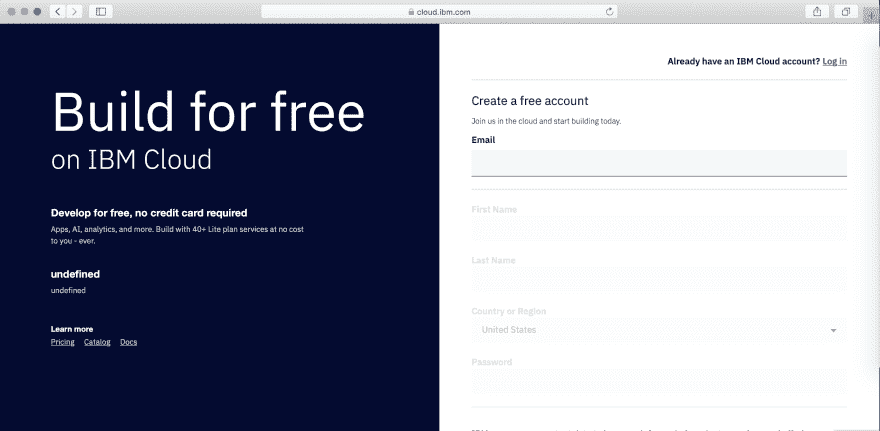 cloud.ibm.com
Build for free
on IBM Cloud
Develop for free, no credit card required
Apps, AI, analytics, and more. Build with 40+ Lite plan services at no cost
to you - ever.
undefined
undefined
Learn more
Pricing Catalog Docs
Already have an IBM Cloud account? Log in
Create a free account
Join us in the cloud and start building today.
Email
First Name
Last Name
Country or Region
United States
Password